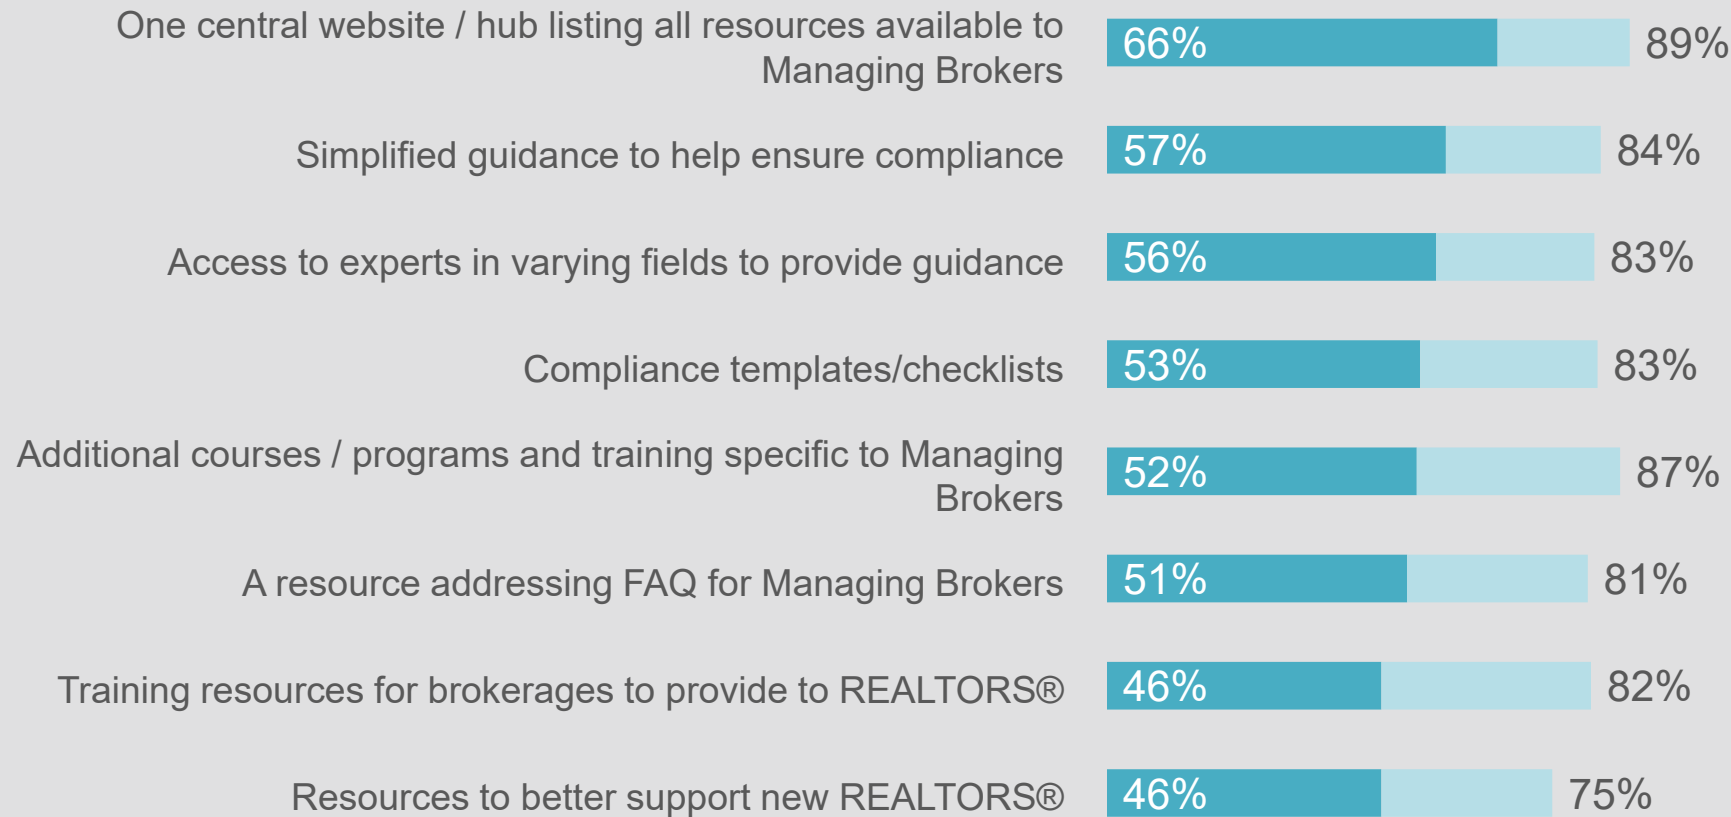 One central website / hub listing all resources available to
Managing Brokers
66% 89%
Simplified guidance to help ensure compliance
57% 84%
Access to experts in varying fields to provide guidance
56% 83%
Compliance templates/checklists
53% 83%
Additional courses / programs and training specific to Managing
Brokers
52% 87%
A resource addressing FAQ for Managing Brokers
51% 81%
Training resources for brokerages to provide to REALTORS®
46% 82%
Resources to better support new REALTORS®
46% 75%